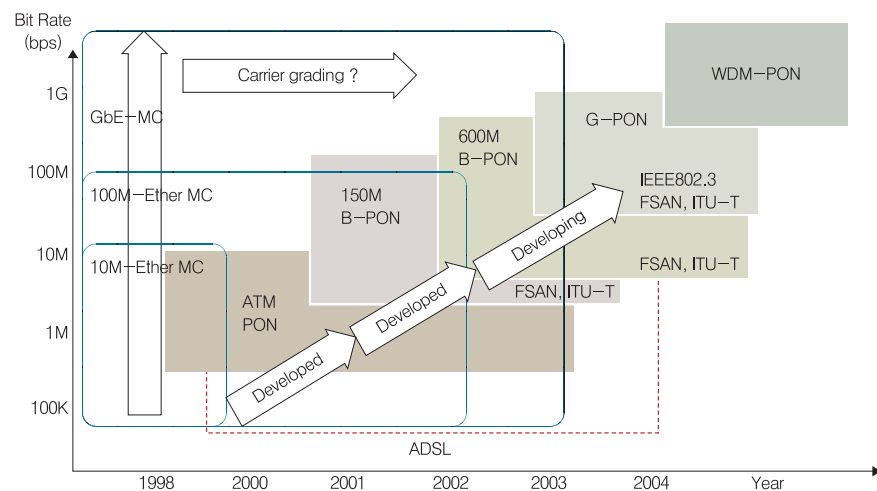 Bit Rate
(bps)
1G
100M
10M
1M
100K
Carrier grading ?
GbE-MC
100M-Ether MC
10M-Ether MC
ATM
PON
150M
B-PON
600M
B-PON
G-PON
WDM-PON
IEEE802.3
FSAN, ITU-T
FSAN, ITU-T
FSAN, ITU-T
Developed
Developed
Developing
ADSL
1998 2000 2001 2002 2003 2004 Year